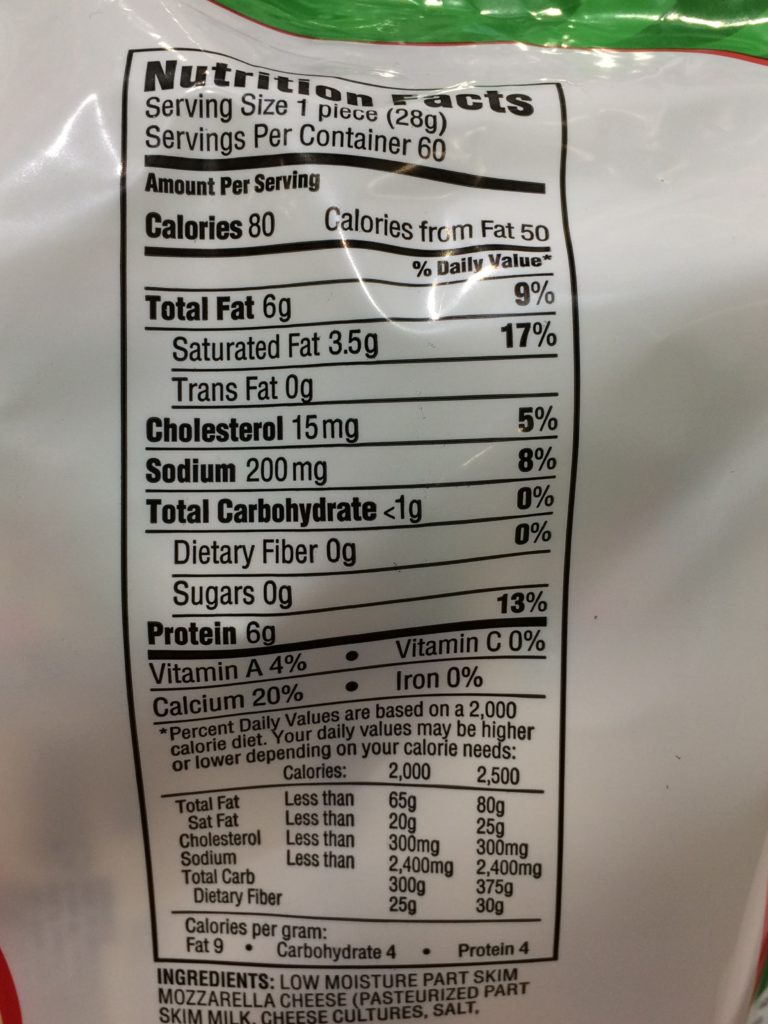 Nutrition Facts
Serving Size 1 piece (28g)
Servings Per Container 60
Amount Per Serving
Calories 80 Calories from Fat 50
% Daily Value*
Total Fat 6g 9%
Saturated Fat 3.5g 17%
Trans Fat 0g
Cholesterol 15mg 5%
Sodium 200mg 8%
Total Carbohydrate <1g 0%
Dietary Fiber 0g 0%
Sugars 0g
Protein 6g 13%
Vitamin A 4% • Vitamin C 0%
Calcium 20% • Iron 0%
*Percent Daily Values are based on a 2,000
calorie diet. Your daily values may be higher
or lower depending on your calorie needs:
Calories: 2,000 2,500
Total Fat Less than 65g 80g
Sat Fat Less than 20g 25g
Cholesterol Less than 300mg 300mg
Sodium Less than 2,400mg 2,400mg
Total Carb 300g 375g
Dietary Fiber 25g 30g
Calories per gram:
Fat 9 • Carbohydrate 4 • Protein 4
INGREDIENTS: LOW MOISTURE PART SKIM
MOZZARELLA CHEESE (PASTEURIZED PART
SKIM MILK, CHEESE CULTURES, SALT,